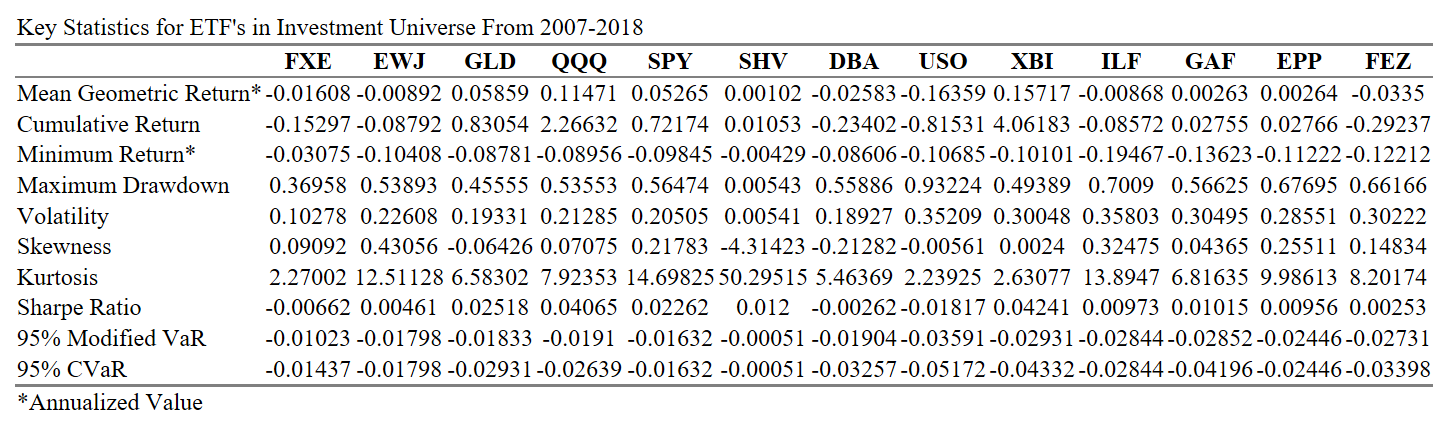 Key Statistics for ETF's in Investment Universe From 2007-2018
FXE EWJ GLD QQQ SPY SHV DBA USO XBI ILF GAF EPP FEZ
Mean Geometric Return* -0.01608 -0.00892 0.05859 0.11471 0.05265 0.00102 -0.02583 -0.16359 0.15717 -0.00868 0.00263 0.00264 -0.0335
Cumulative Return -0.15297 -0.08792 0.83054 2.26632 0.72174 0.01053 -0.23402 -0.81531 4.06183 -0.08572 0.02755 0.02766 -0.29237
Minimum Return* -0.03075 -0.10408 -0.08781 -0.08956 -0.09845 -0.00429 -0.08606 -0.10685 -0.10101 -0.19467 -0.13623 -0.11222 -0.12212
Maximum Drawdown 0.36958 0.53893 0.45555 0.53553 0.56474 0.00543 0.55886 0.93224 0.49389 0.7009 0.56625 0.67695 0.66166
Volatility 0.10278 0.22608 0.19331 0.21285 0.20505 0.00541 0.18927 0.35209 0.30048 0.35803 0.30495 0.28551 0.30222
Skewness 0.09092 0.43056 -0.06426 0.07075 0.21783 -4.31423 -0.21282 -0.00561 0.0024 0.32475 0.04365 0.25511 0.14834
Kurtosis 2.27002 12.51128 6.58302 7.92353 14.69825 50.29515 5.46369 2.23925 2.63077 13.8947 6.81635 9.98613 8.20174
Sharpe Ratio -0.00662 0.00461 0.02518 0.04065 0.02262 0.012 -0.00262 -0.01817 0.04241 0.00973 0.01015 0.00956 0.00253
95% Modified VaR -0.01023 -0.01798 -0.01833 -0.0191 -0.01632 -0.00051 -0.01904 -0.03591 -0.02931 -0.02844 -0.02852 -0.02446 -0.02731
95% CVaR -0.01437 -0.01798 -0.02931 -0.02639 -0.01632 -0.00051 -0.03257 -0.05172 -0.04332 -0.02844 -0.04196 -0.02446 -0.03398
*Annualized Value